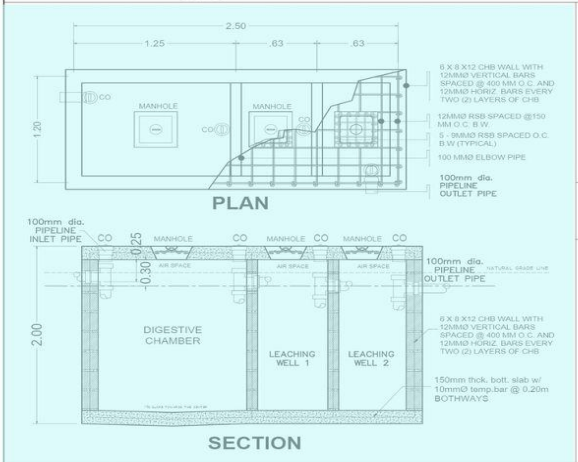 2.50
1.25 .63 .63
CO
MANHOLE
CO
MANHOLE
1.20
6 X 8 X12 CHB WALL WITH
12MMØ VERTICAL BARS
SPACED @ 400 MM O.C. AND
12MMØ HORIZ. BARS EVERY
TWO (2) LAYERS OF CHB
12MMØ RSB SPACED @150
MM O.C. B.W
5 - 9MMØ RSB SPACED O.C.
B.W (TYPICAL)
100 MMØ ELBOW PIPE
100mm dia.
PIPELINE
OUTLET PIPE
PLAN
100mm dia.
PIPELINE
INLET PIPE
CO
0.25
0.30
MANHOLE
CO
MANHOLE
CO
MANHOLE
CO
AIR SPACE
AIR SPACE
AIR SPACE
100mm dia.
PIPELINE
OUTLET PIPE
NATURAL GRADE LINE
2.00
DIGESTIVE
CHAMBER
LEACHING
WELL 1
LEACHING
WELL 2
6 X 8 X12 CHB WALL WITH
12MMØ VERTICAL BARS
SPACED @ 400 MM O.C. AND
12MMØ HORIZ. BARS EVERY
TWO (2) LAYERS OF CHB
150mm thck. bott. slab w/
10mmØ temp.bar @ 0.20m
BOTHWAYS
SECTION